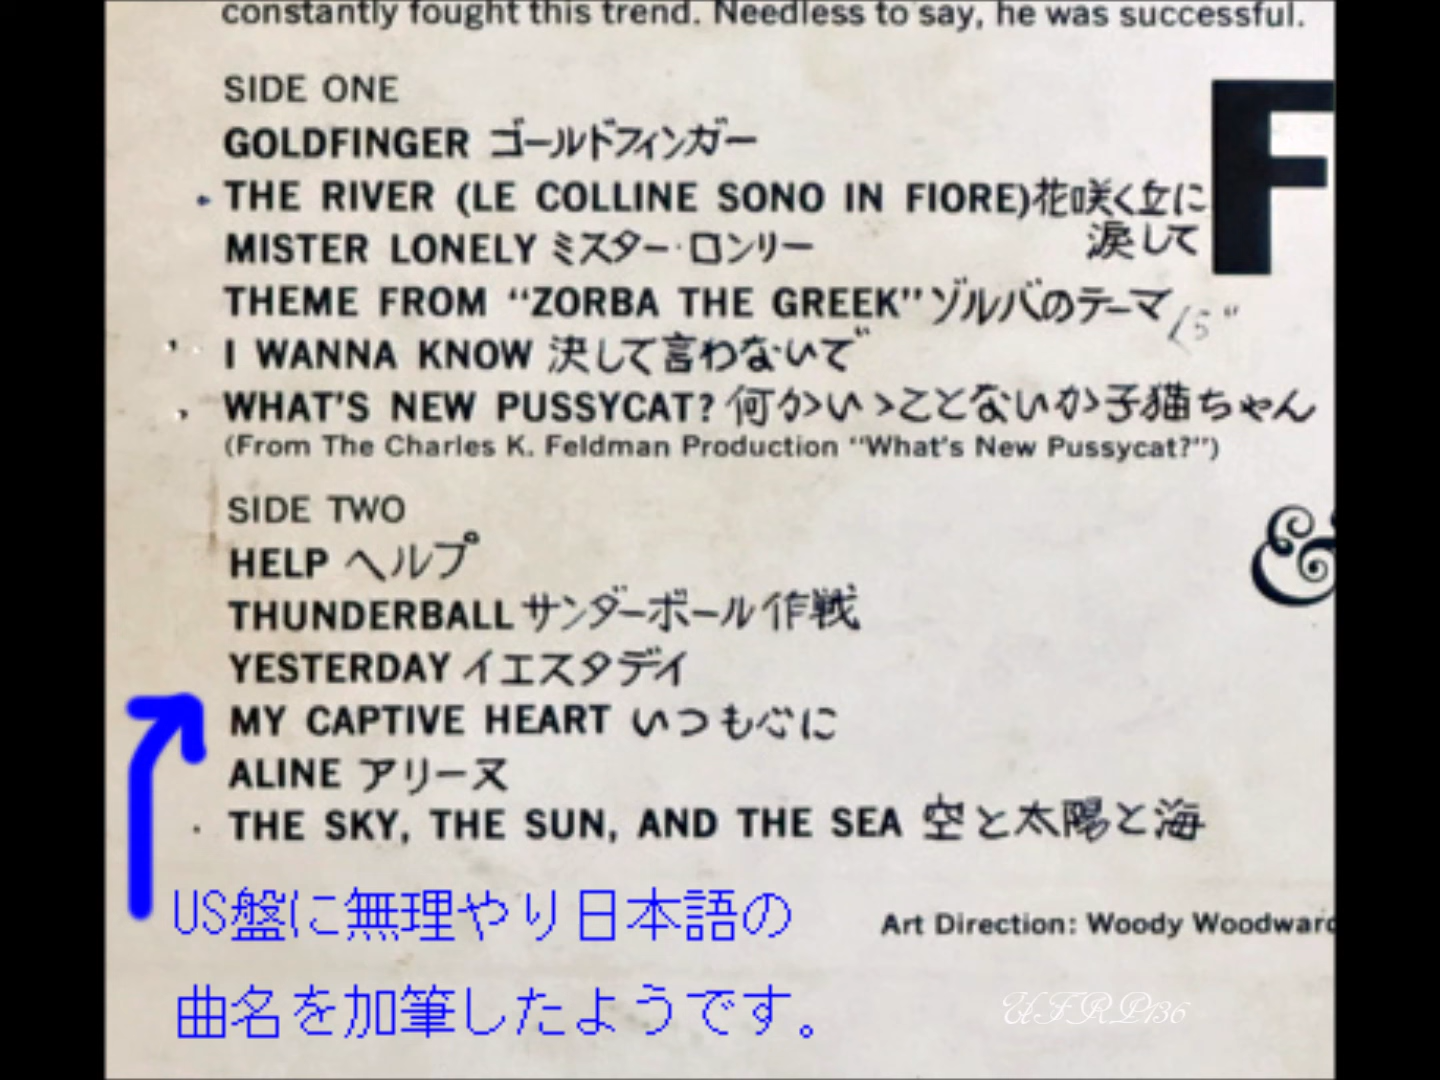 constantly fought this trend. Needless to say, he was successful.
SIDE ONE
GOLDFINGER ゴールドフィンガー
THE RIVER (LE COLLINE SONO IN FIORE)花咲く丘に
涙して
MISTER LONELY ミスター・ロンリー
THEME FROM “ZORBA THE GREEK” ゾルバのテーマ
I WANNA KNOW 決して言わないで
WHAT'S NEW PUSSYCAT? 何かいゝことないか子猫ちゃん
(From The Charles K. Feldman Production “What's New Pussycat?”)
SIDE TWO
HELP ヘルプ
THUNDERBALL サンダーボール作戦
YESTERDAY イエスタデイ
MY CAPTIVE HEART いつも心に
ALINE アリーヌ
THE SKY, THE SUN, AND THE SEA 空と太陽と海
F
&
Art Direction: Woody Woodward
US盤に無理やり日本語の
曲名を加筆したようです。
UFRP136